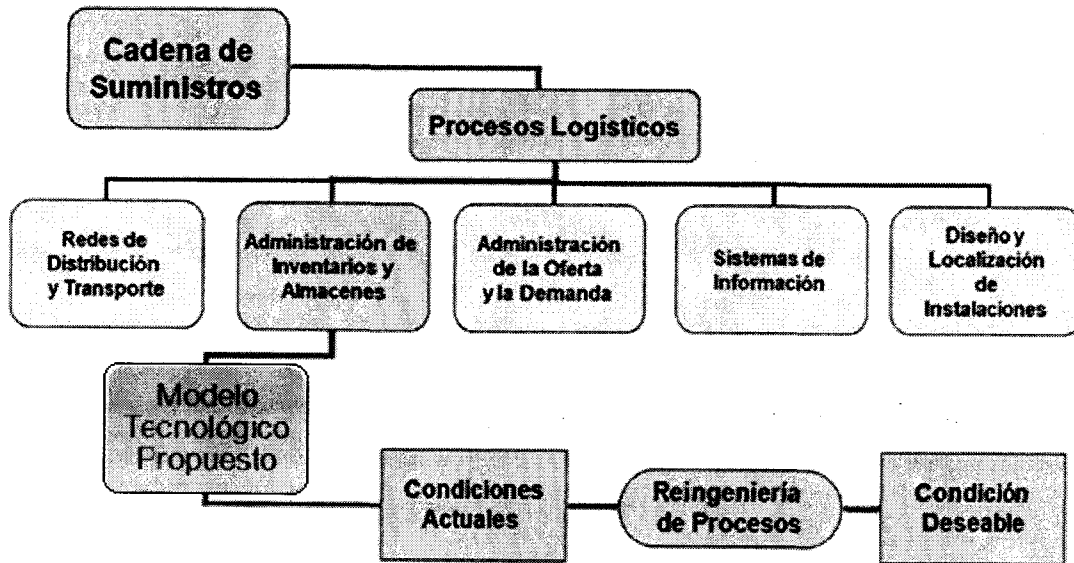 Cadena de
Suministros
Procesos Logísticos
Redes de
Distribución
y Transporte
Administración de
Inventarios y
Almacenes
Administración
de la Oferta
y la Demanda
Sistemas de
Información
Diseño y
Localización
de
Instalaciones
Modelo
Tecnológico
Propuesto
Condiciones
Actuales
Reingeniería
de Procesos
Condición
Deseable